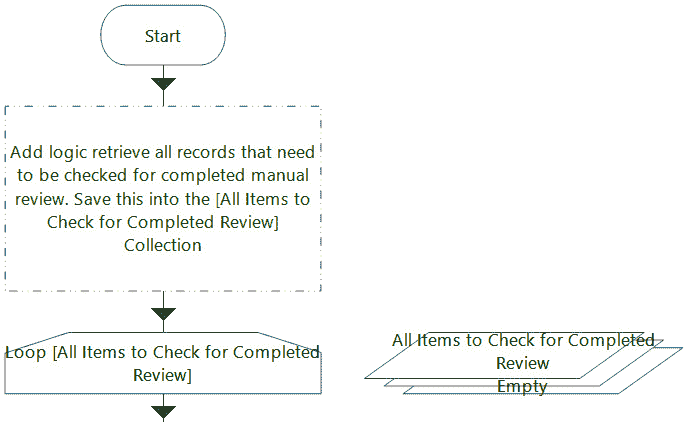 Start
Add logic retrieve all records that need
to be checked for completed manual
review. Save this into the [All Items to
Check for Completed Review]
Collection
Loop [All Items to Check for Completed
Review]
All Items to Check for Completed
Review
Empty